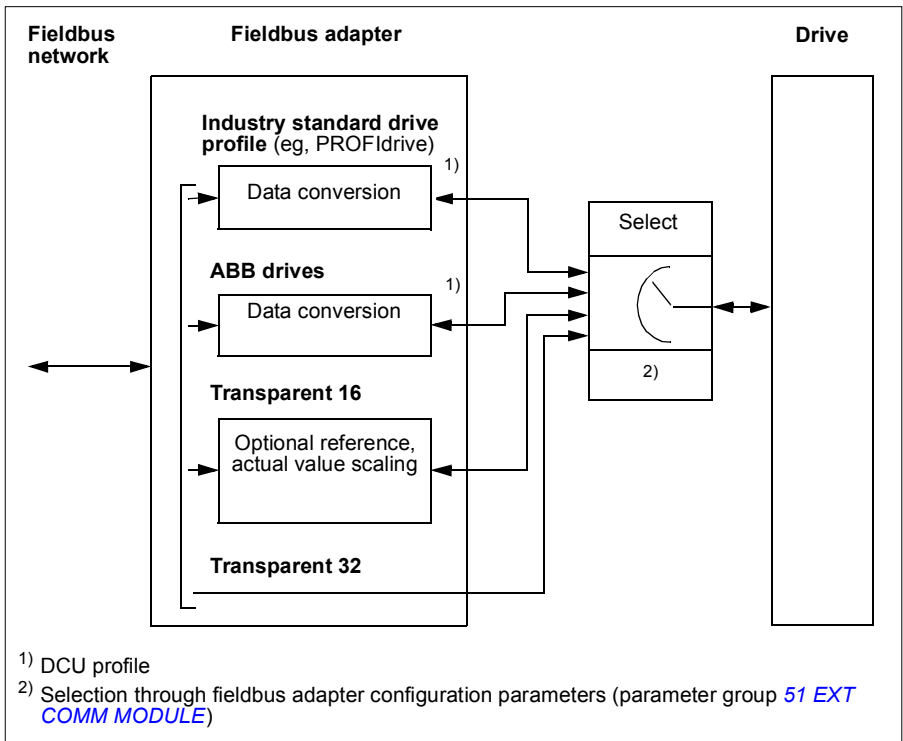 Fieldbus
network
Fieldbus adapter
Drive
Industry standard drive
profile (eg, PROFIdrive)
1)
Data conversion
Select
ABB drives
1)
Data conversion
2)
Transparent 16
Optional reference,
actual value scaling
Transparent 32
1) DCU profile
2) Selection through fieldbus adapter configuration parameters (parameter group 51 EXT
COMM MODULE)